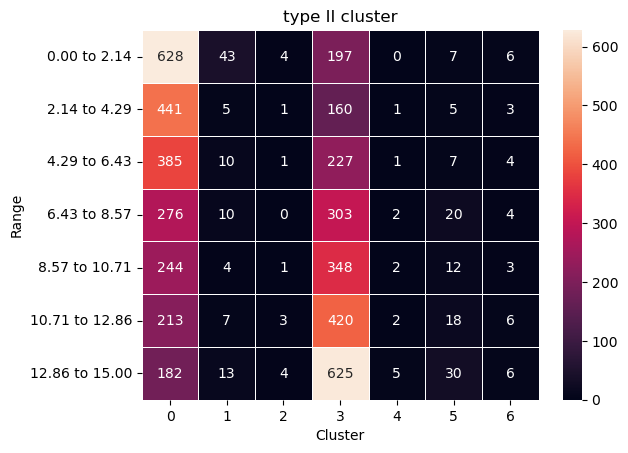 type II cluster
0.00 to 2.14 628 43 4 197 0 7 6
2.14 to 4.29 441 5 1 160 1 5 3
4.29 to 6.43 385 10 1 227 1 7 4
6.43 to 8.57 276 10 0 303 2 20 4
8.57 to 10.71 244 4 1 348 2 12 3
10.71 to 12.86 213 7 3 420 2 18 6
12.86 to 15.00 182 13 4 625 5 30 6
0 1 2 3 4 5 6
Cluster
Range
600
500
400
300
200
100
0